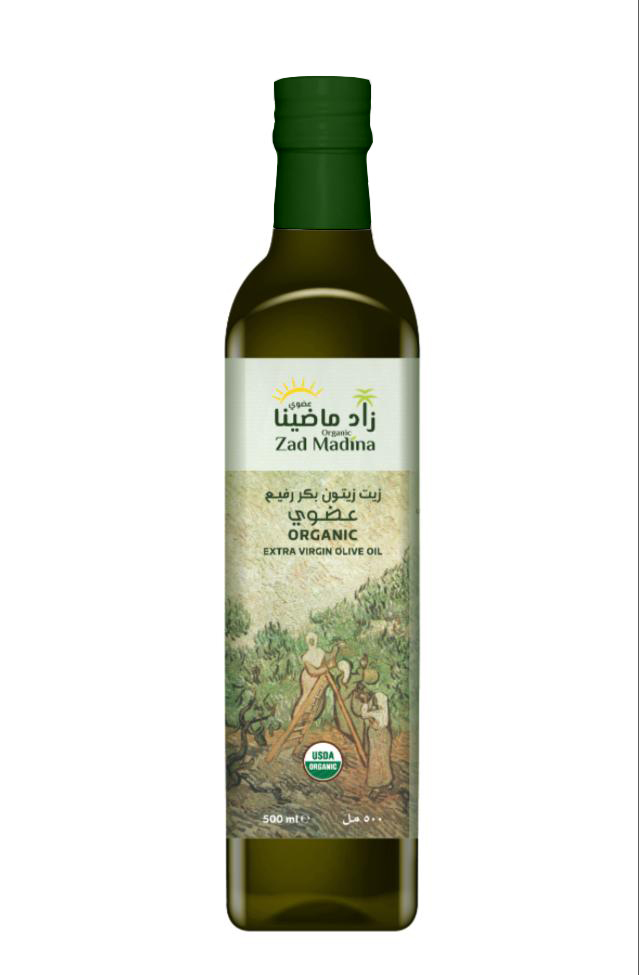 عضوي
زاد ماضينا
Organic
Zad Madina
زيت زيتون بكر رفيع
عضوي
ORGANIC
EXTRA VIRGIN OLIVE OIL
USDA
ORGANIC
500 ml ℮ ٥٠٠ مل